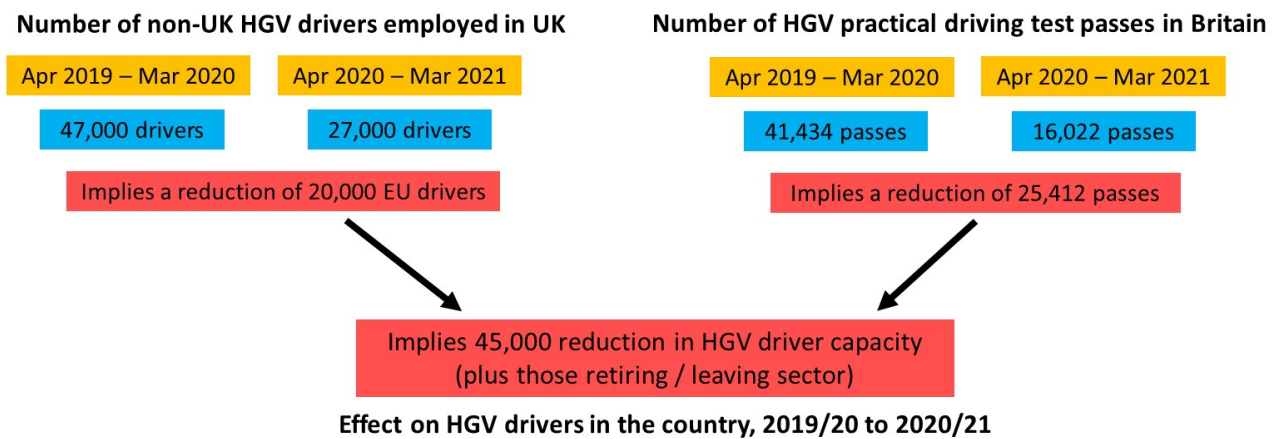 Number of non-UK HGV drivers employed in UK
Apr 2019 – Mar 2020
Apr 2020 – Mar 2021
47,000 drivers
27,000 drivers
Implies a reduction of 20,000 EU drivers
Number of HGV practical driving test passes in Britain
Apr 2019 – Mar 2020
Apr 2020 – Mar 2021
41,434 passes
16,022 passes
Implies a reduction of 25,412 passes
Implies 45,000 reduction in HGV driver capacity
(plus those retiring / leaving sector)
Effect on HGV drivers in the country, 2019/20 to 2020/21